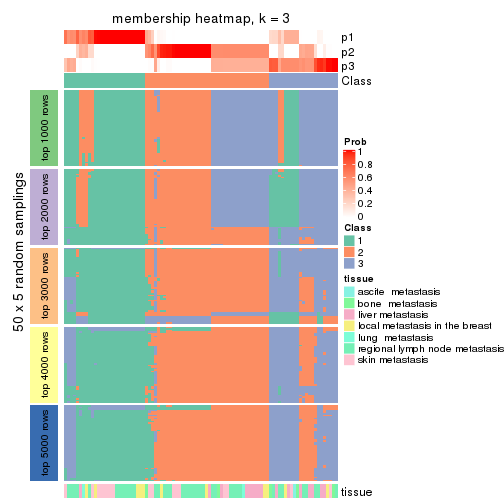 membership heatmap, k = 3
p1
p2
p3
Class
50 x 5 random samplings
top 1000 rows
top 2000 rows
top 3000 rows
top 4000 rows
top 5000 rows
Prob
1
0.8
0.6
0.4
0.2
0
Class
1
2
3
tissue
ascite  metastasis
bone  metastasis
liver metastasis
local metastasis in the breast
lung  metastasis
regional lymph node metastasis
skin metastasis
tissue